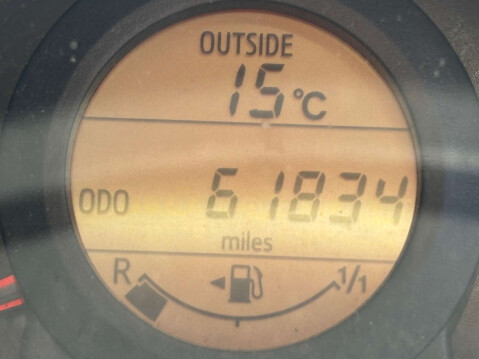 OUTSIDE
15°C
ODO 61834
miles
R 1/1